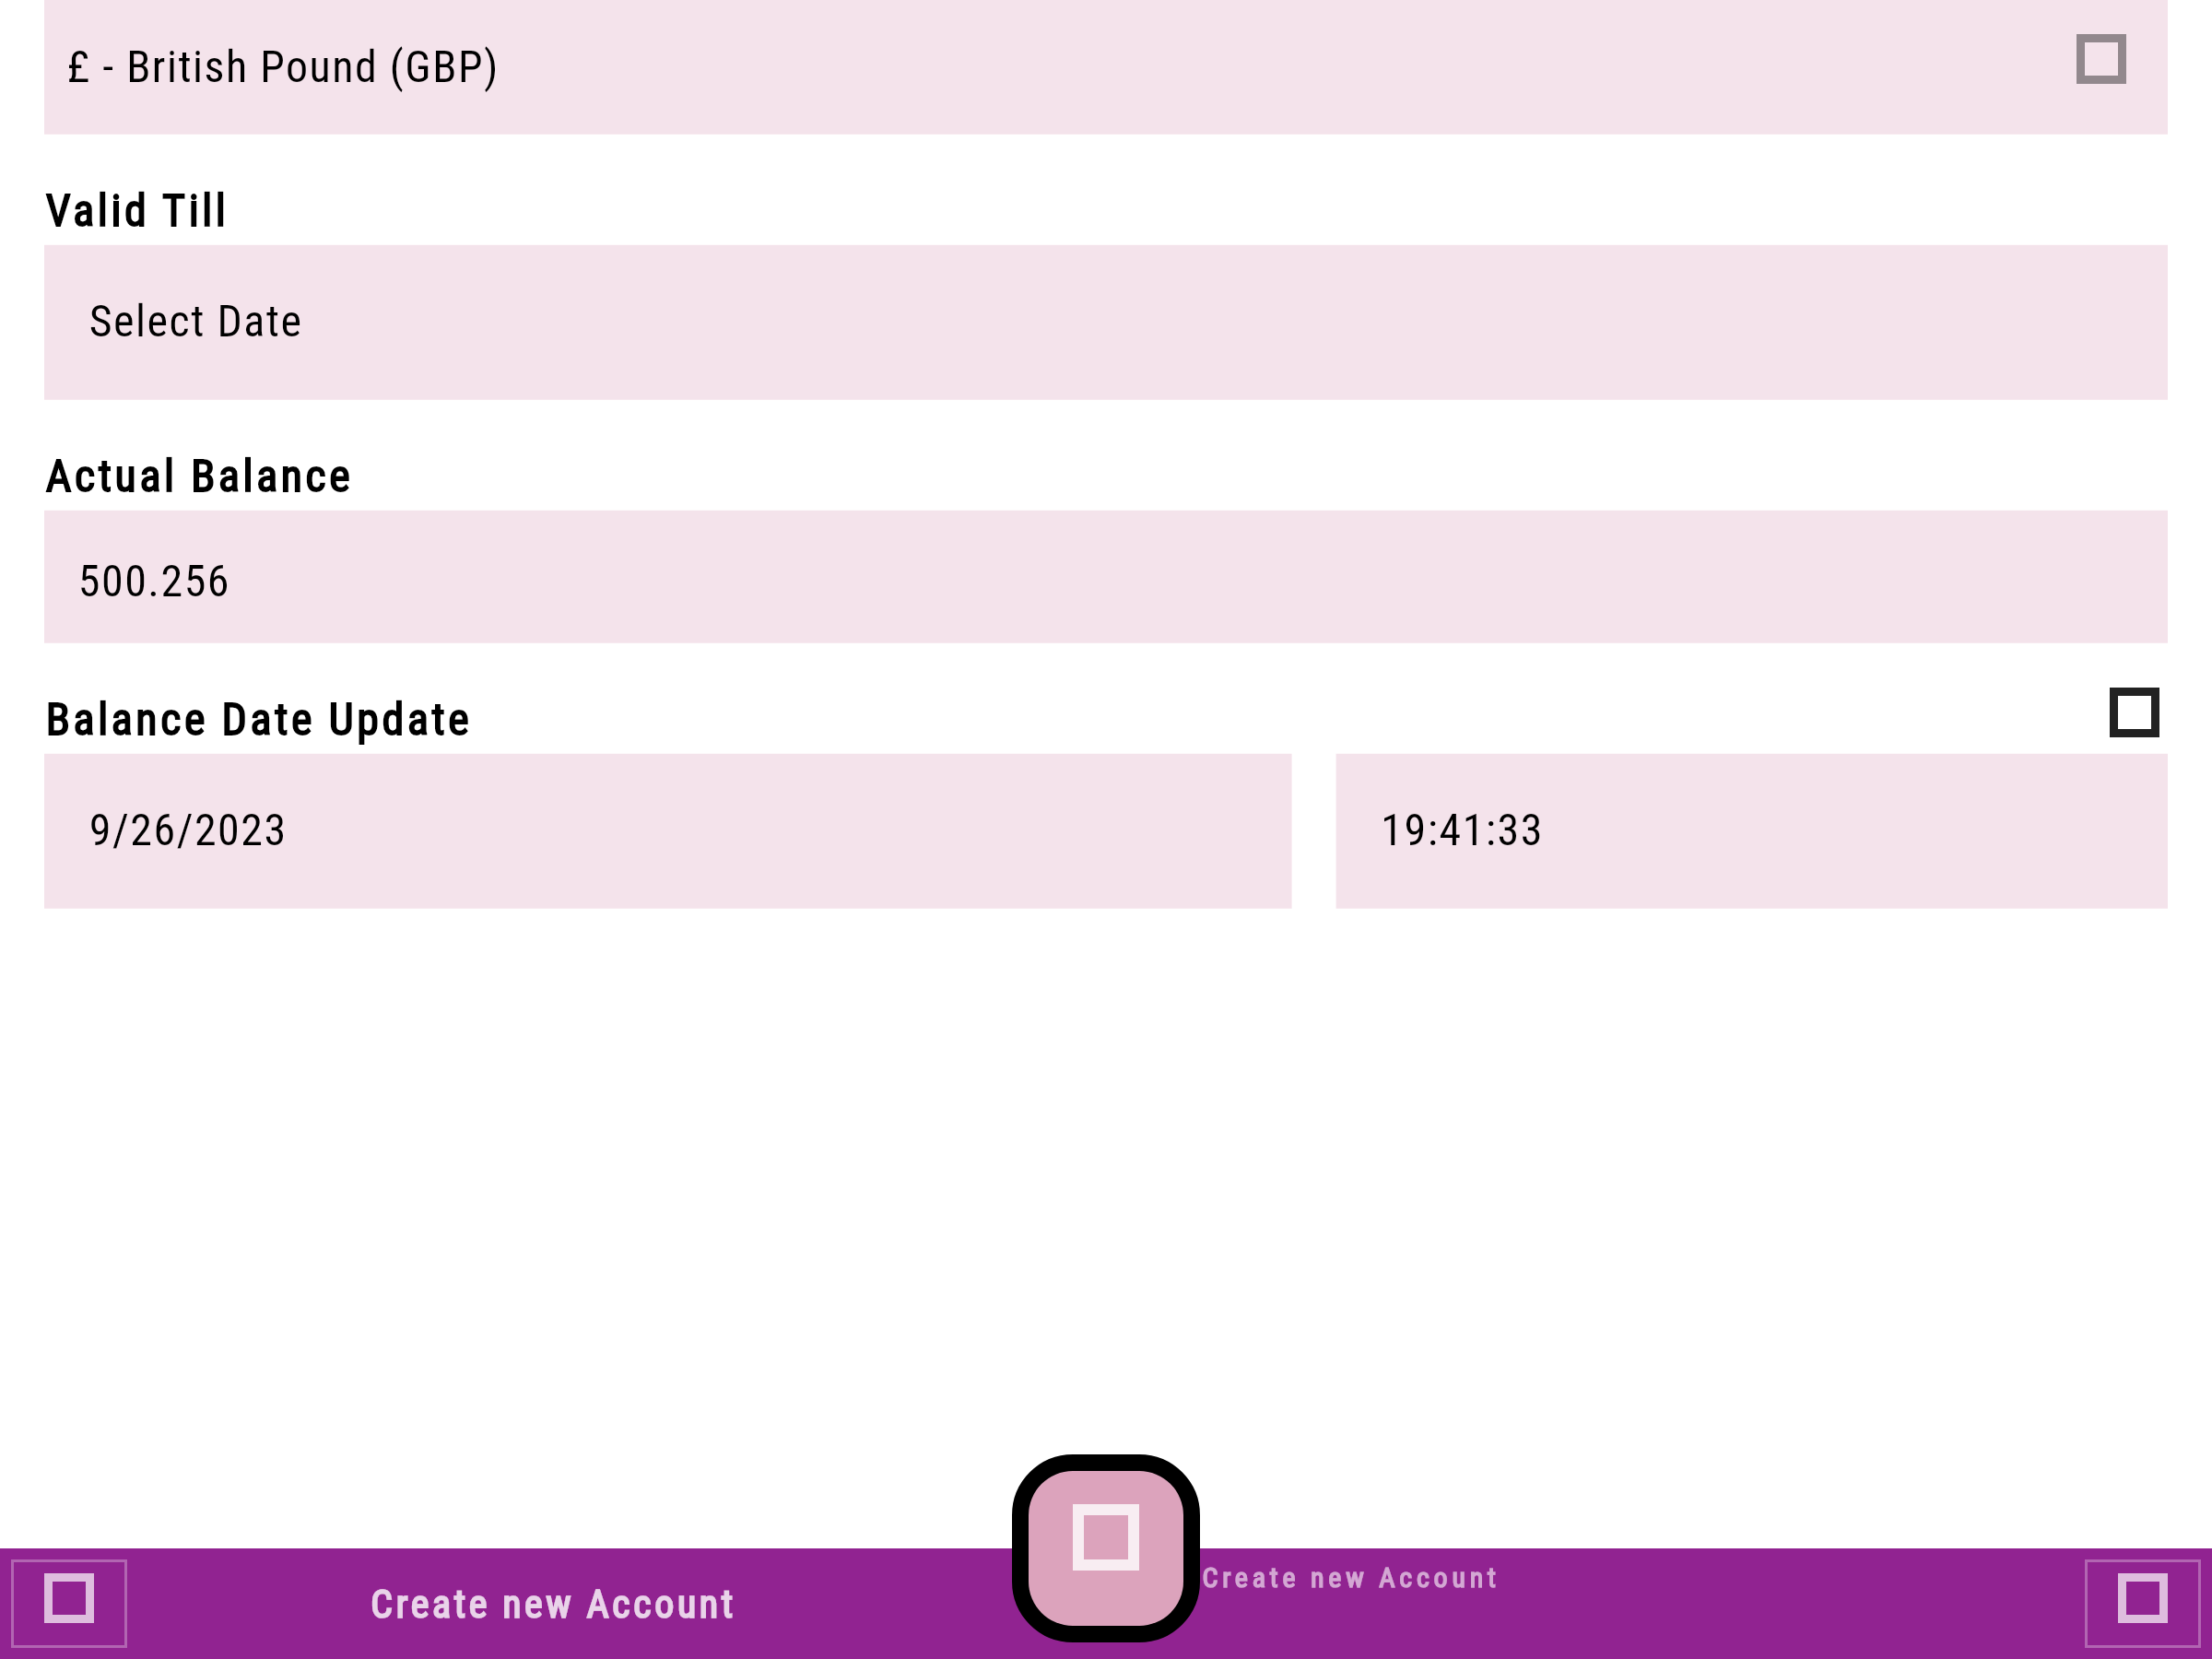 £ - British Pound (GBP)
Valid Till
Select Date
Actual Balance
500.256
Balance Date Update
9/26/2023
19:41:33
Create new Account
Create new Account